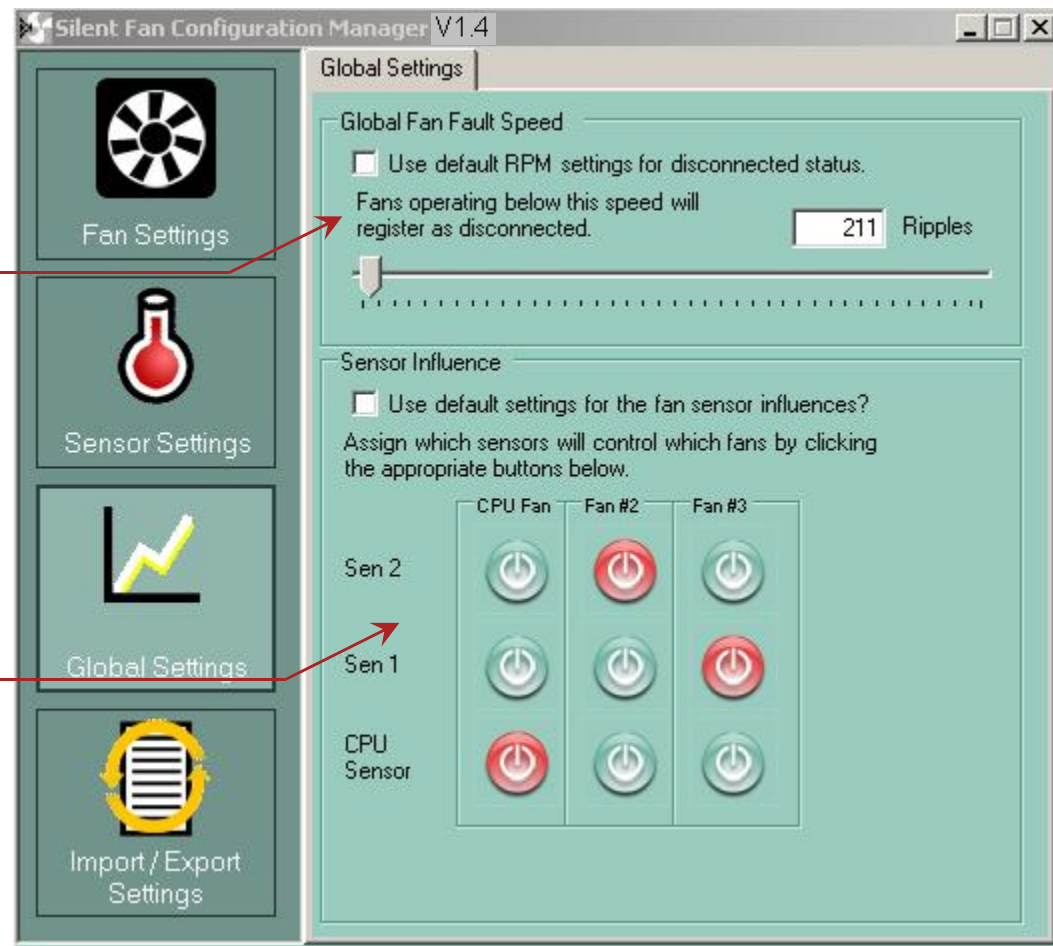 Silent Fan Configuration Manager V1.4
Global Settings
Fan Settings
Sensor Settings
Global Settings
Import / Export
Settings
Global Fan Fault Speed
Use default RPM settings for disconnected status.
Fans operating below this speed will
register as disconnected.
211 Ripples
Sensor Influence
Use default settings for the fan sensor influences?
Assign which sensors will control which fans by clicking
the appropriate buttons below.
CPU Fan Fan #2 Fan #3
Sen 2
Sen 1
CPU
Sensor